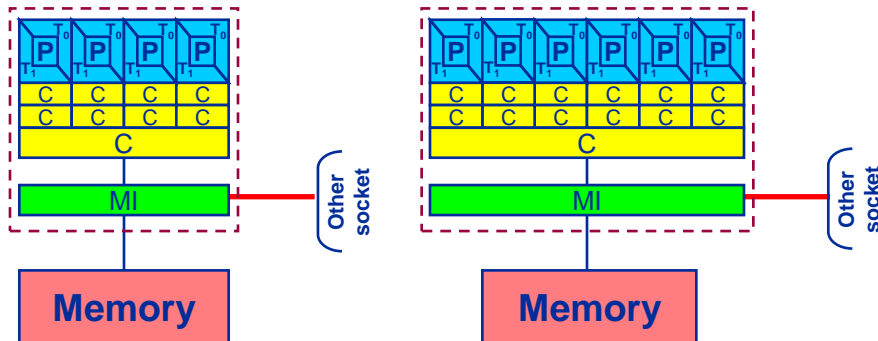 T0 T0 T0 T0
P P P P
T1 T1 T1 T1
C C C C
C C C C
C
MI
Other
socket
Memory
T0 T0 T0 T0 T0 T0
P P P P P P
T1 T1 T1 T1 T1 T1
C C C C C C
C C C C C C
C
MI
Other
socket
Memory